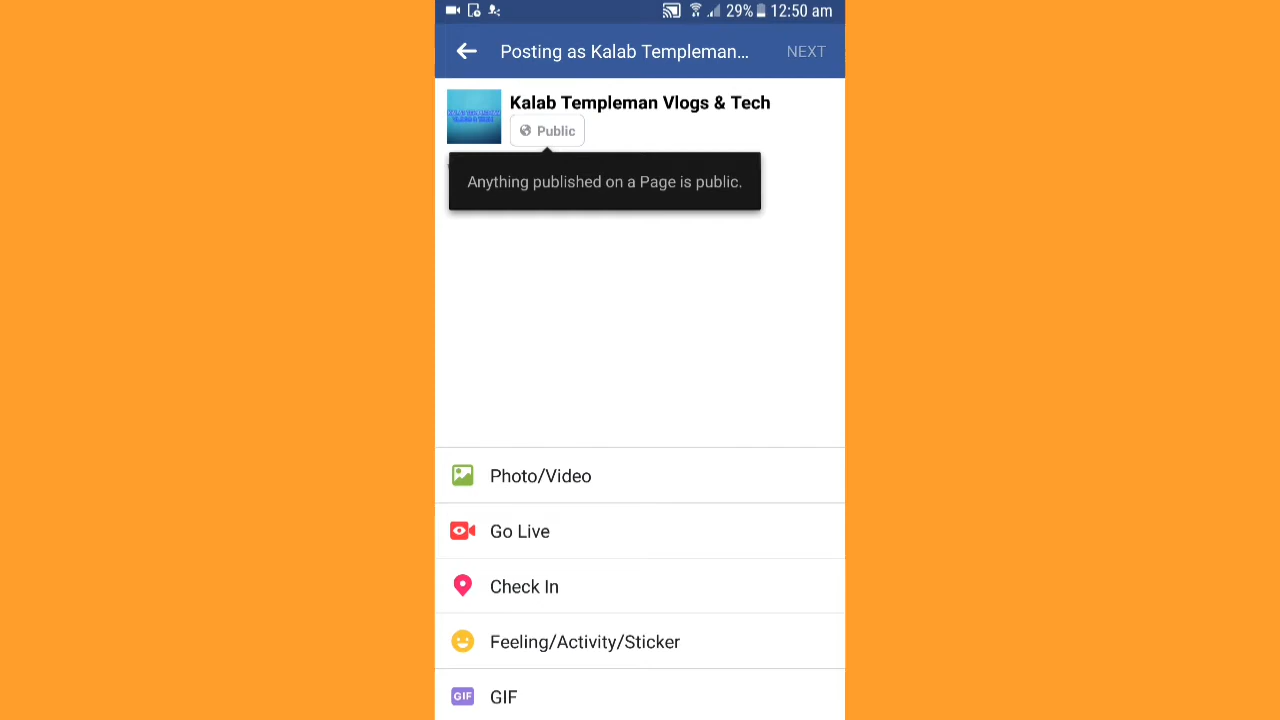 29% 12:50 am
Posting as Kalab Templeman... NEXT
Kalab Templeman Vlogs & Tech
Public
Anything published on a Page is public.
Photo/Video
Go Live
Check In
Feeling/Activity/Sticker
GIF GIF